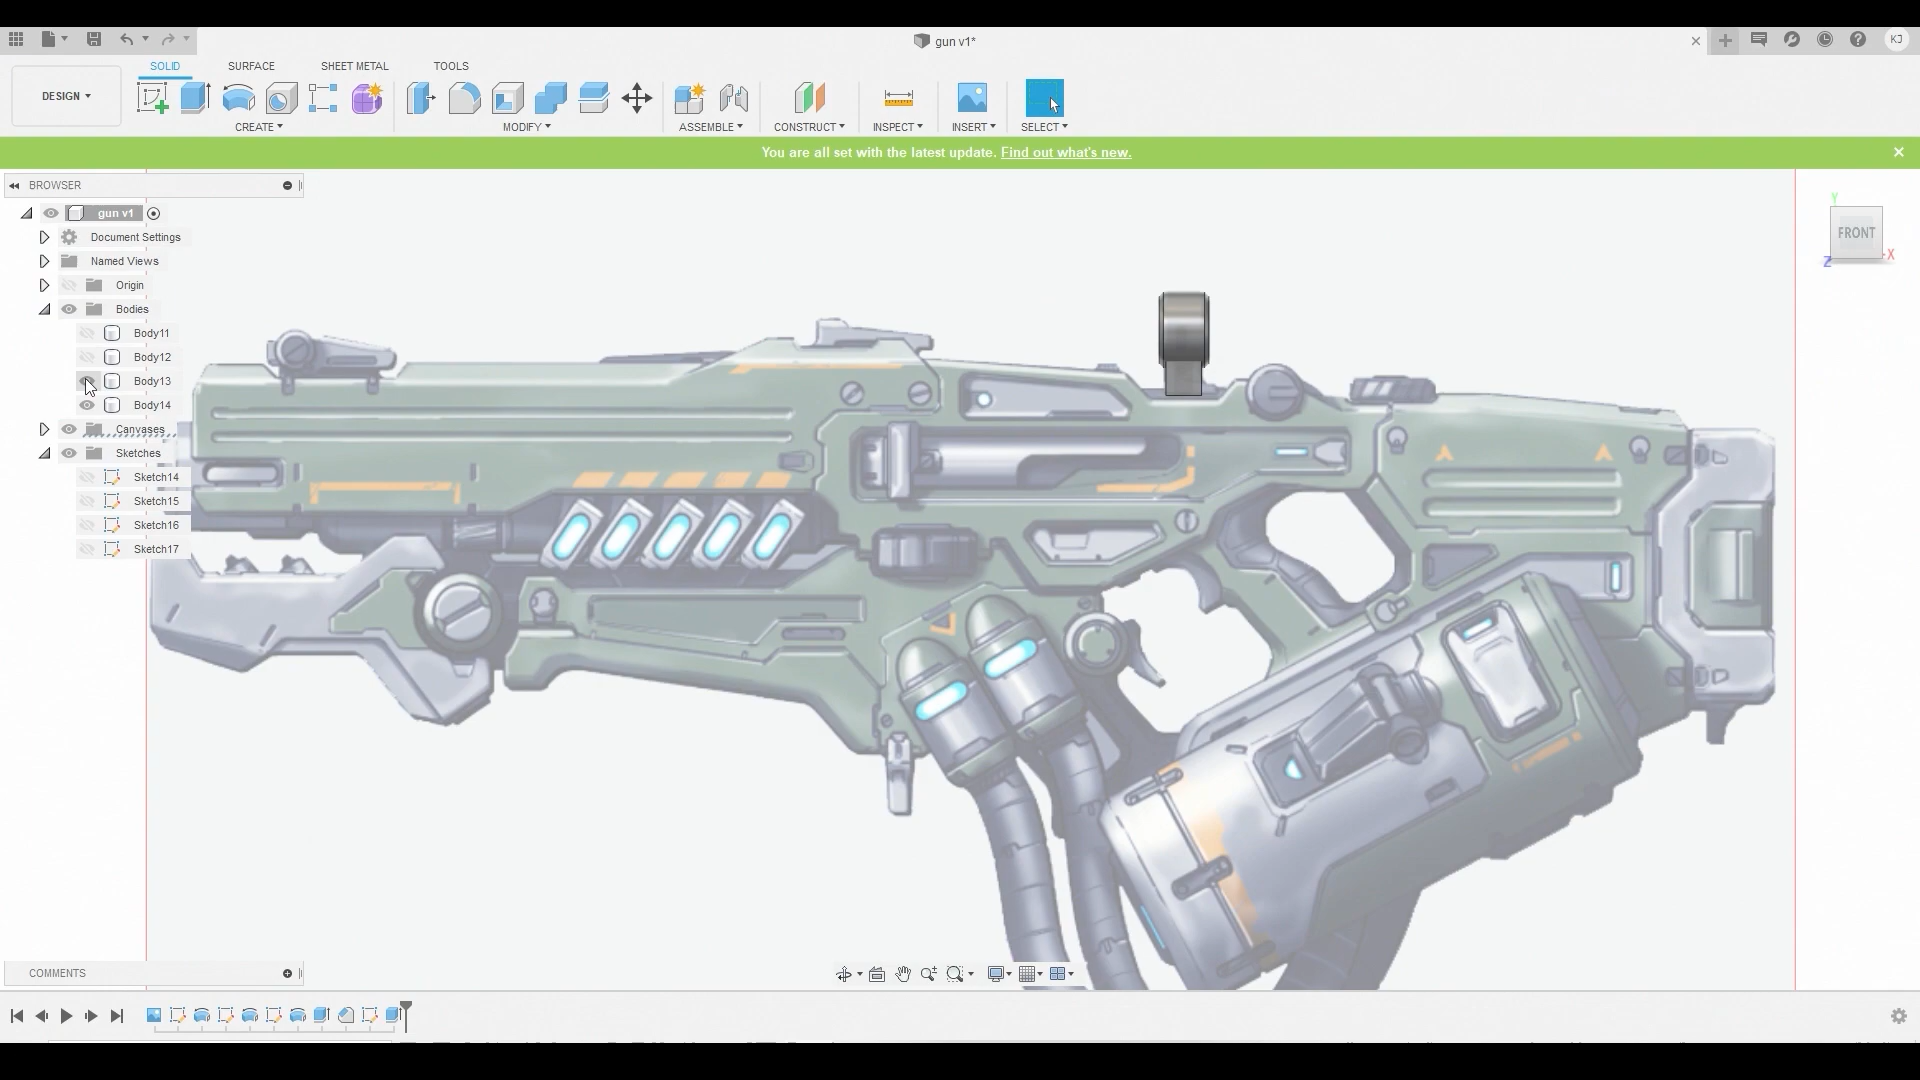 gun v1*
KJ
SOLID
SURFACE
SHEET METAL
TOOLS
DESIGN
CREATE
MODIFY
ASSEMBLE
CONSTRUCT
INSPECT
INSERT
SELECT
You are all set with the latest update. Find out what's new.
BROWSER
gun v1
Document Settings
Named Views
Origin
Bodies
Body11
Body12
Body13
Body14
Canvases
Sketches
Sketch14
Sketch15
Sketch16
Sketch17
Y
FRONT
X
Z
COMMENTS